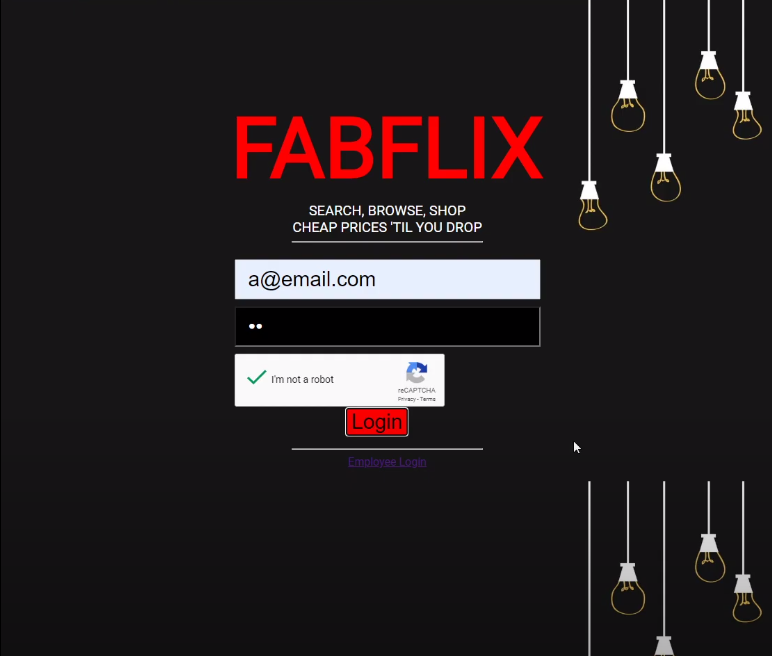 FABFLIX
SEARCH, BROWSE, SHOP
CHEAP PRICES 'TIL YOU DROP
a@email.com
••
I'm not a robot
reCAPTCHA
Privacy - Terms
Login
Employee Login